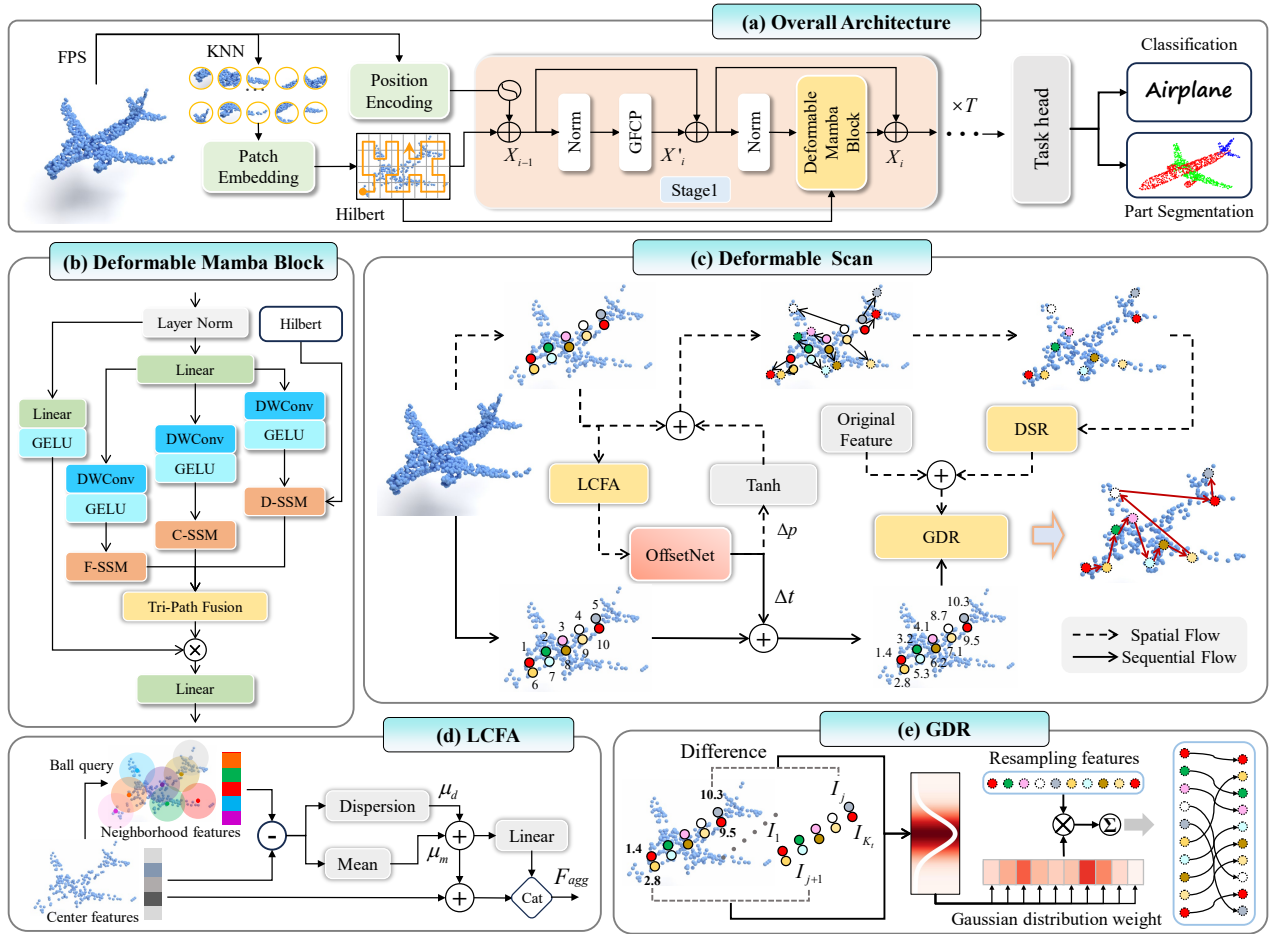 (a) Overall Architecture
FPS
KNN
Position
Encoding
Patch
Embedding
Hilbert
X_{i-1}
Norm
GFCP
X'_i
Norm
Deformable
Mamba
Block
X_i
Stage1
×T
Task head
Classification
Airplane
Part Segmentation
(b) Deformable Mamba Block
Layer Norm
Hilbert
Linear
Linear
GELU
DWConv
GELU
DWConv
GELU
DWConv
GELU
D-SSM
C-SSM
F-SSM
Tri-Path Fusion
Linear
(c) Deformable Scan
LCFA
Tanh
OffsetNet
Δp
Δt
Original
Feature
DSR
GDR
1 2 3 4 5
6 7 8 9 10
1.4 3.2 4.1 8.7 10.3
2.8 5.3 6.2 7.1 9.5
Spatial Flow
Sequential Flow
(d) LCFA
Ball query
Neighborhood features
Center features
Dispersion
Mean
μ_d
μ_m
Linear
Cat
F_{agg}
(e) GDR
Difference
10.3
9.5
1.4
2.8
I_1
I_j
I_{K_t}
I_{j+1}
Resampling features
Σ
Gaussian distribution weight